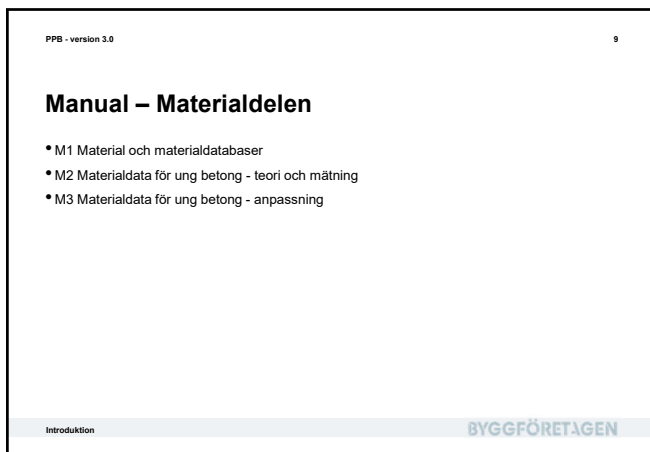 PPB - version 3.0 9
Manual – Materialdelen
• M1 Material och materialdatabaser
• M2 Materialdata för ung betong - teori och mätning
• M3 Materialdata för ung betong - anpassning
Introduktion BYGGFÖRETAGEN